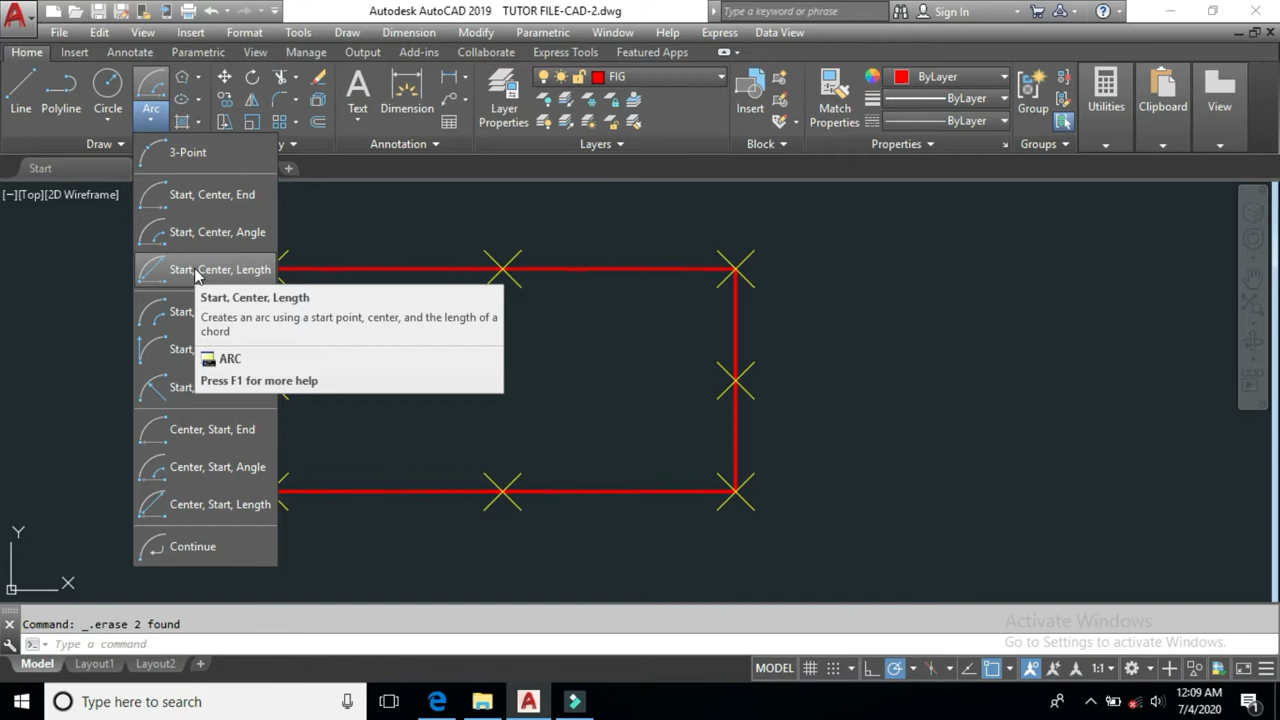 Autodesk AutoCAD 2019 TUTOR FILE-CAD-2.dwg
Type a keyword or phrase
Sign In
File Edit View Insert Format Tools Draw Dimension Modify Parametric Window Help Express Data View
Home Insert Annotate Parametric View Manage Output Add-ins Collaborate Express Tools Featured Apps
FIG
ByLayer
ByLayer
ByLayer
Line Polyline Circle Arc
Text Dimension
Layer
Properties
Insert
Match
Properties
Group
Utilities
Clipboard
View
Draw
Annotation
Layers
Block
Properties
Groups
Start
[−][Top][2D Wireframe]
3-Point
Start, Center, End
Start, Center, Angle
Start, Center, Length
Start, Center, Length
Creates an arc using a start point, center, and the length of a
chord
ARC
Press F1 for more help
Start,
Start,
Start,
Center, Start, End
Center, Start, Angle
Center, Start, Length
Continue
Y
X
Command: _.erase 2 found
Type a command
Activate Windows
Go to Settings to activate Windows.
Model Layout1 Layout2
MODEL
1:1
Type here to search
12:09 AM
7/4/2020
1